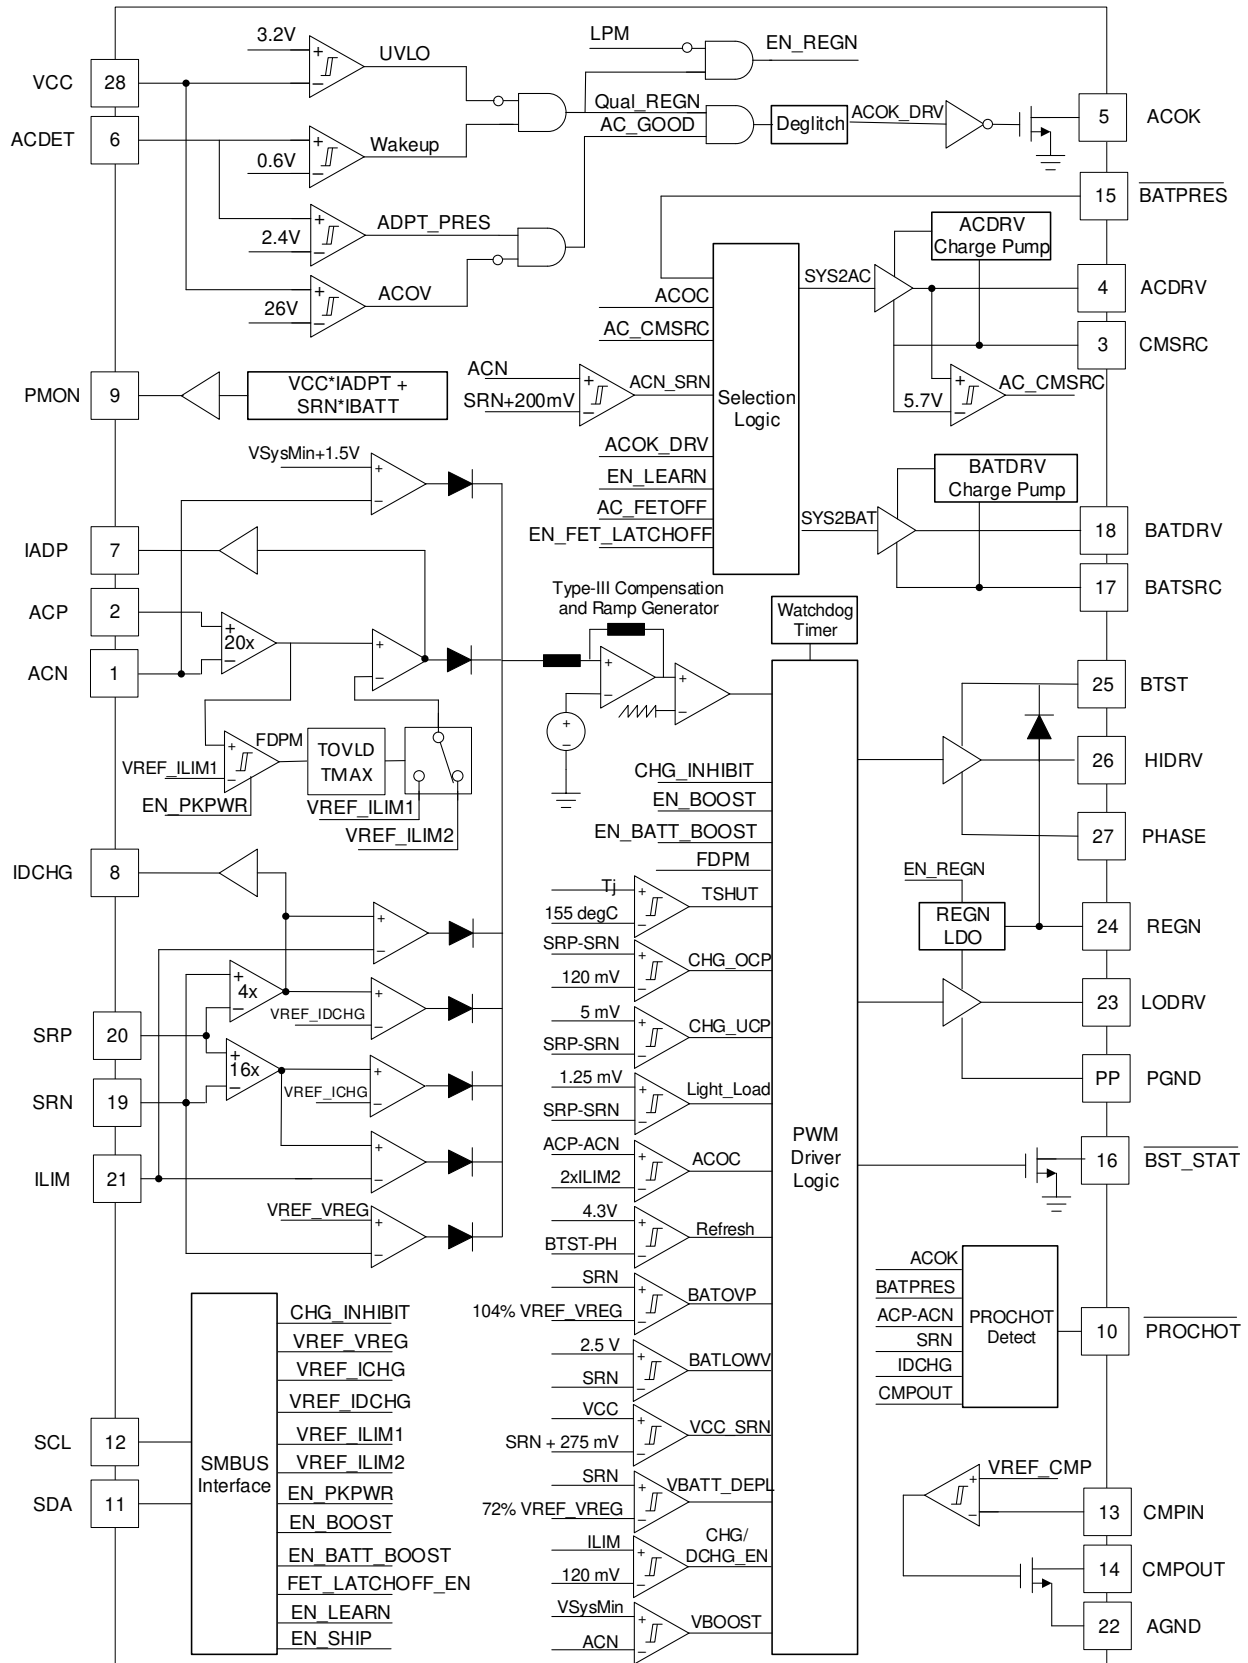 3.2V
UVLO
LPM
EN_REGN
VCC
28
ACDET
6
Wakeup
0.6V
Qual_REGN
AC_GOOD
Deglitch
ACOK_DRV
5
ACOK
15
BATPRES
ADPT_PRES
2.4V
ACOV
26V
ACDRV
Charge Pump
SYS2AC
4
ACDRV
3
CMSRC
ACOC
AC_CMSRC
ACN
SRN+200mV
ACN_SRN
Selection
Logic
5.7V
AC_CMSRC
PMON
9
VCC*IADPT +
SRN*IBATT
ACOK_DRV
EN_LEARN
AC_FETOFF
EN_FET_LATCHOFF
BATDRV
Charge Pump
SYS2BAT
18
BATDRV
17
BATSRC
VSysMin+1.5V
IADP
7
ACP
2
ACN
1
20x
Type-III Compensation
and Ramp Generator
Watchdog
Timer
FDPM
TOVLD
TMAX
VREF_ILIM1
EN_PKPWR
VREF_ILIM1
VREF_ILIM2
25
BTST
26
HIDRV
27
PHASE
EN_REGN
REGN
LDO
24
REGN
23
LODRV
PP
PGND
16
BST_STAT
CHG_INHIBIT
EN_BOOST
EN_BATT_BOOST
FDPM
Tj
155 degC
TSHUT
SRP-SRN
120 mV
CHG_OCP
5 mV
SRP-SRN
CHG_UCP
1.25 mV
SRP-SRN
Light_Load
ACP-ACN
2xILIM2
ACOC
4.3V
BTST-PH
Refresh
SRN
104% VREF_VREG
BATOVP
2.5 V
SRN
BATLOWV
VCC
SRN + 275 mV
VCC_SRN
SRN
72% VREF_VREG
VBATT_DEPL
ILIM
120 mV
CHG/
DCHG_EN
VSysMin
ACN
VBOOST
PWM
Driver
Logic
IDCHG
8
4x
VREF_IDCHG
SRP
20
16x
VREF_ICHG
SRN
19
ILIM
21
VREF_VREG
SCL
12
SDA
11
SMBUS
Interface
CHG_INHIBIT
VREF_VREG
VREF_ICHG
VREF_IDCHG
VREF_ILIM1
VREF_ILIM2
EN_PKPWR
EN_BOOST
EN_BATT_BOOST
FET_LATCHOFF_EN
EN_LEARN
EN_SHIP
ACOK
BATPRES
ACP-ACN
SRN
IDCHG
CMPOUT
PROCHOT
Detect
10
PROCHOT
VREF_CMP
13
CMPIN
14
CMPOUT
22
AGND